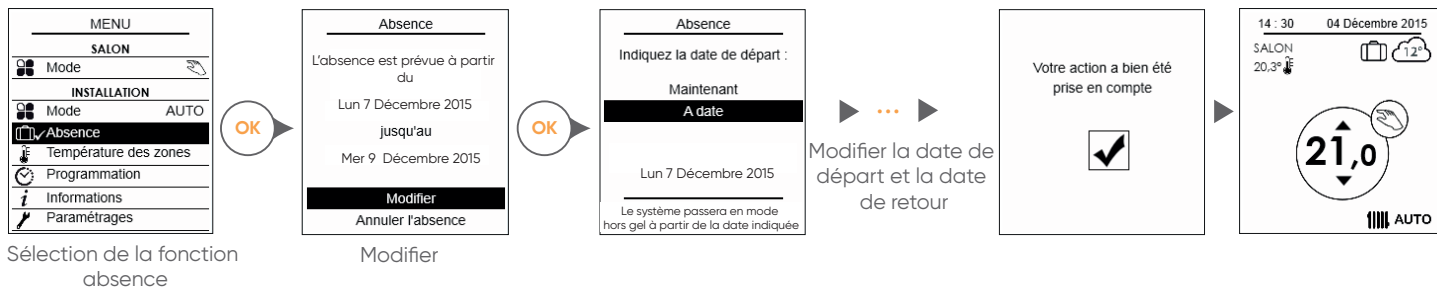 MENU
SALON
Mode
INSTALLATION
Mode AUTO
Absence
Température des zones
Programmation
i Informations
Paramétrages
Sélection de la fonction
absence
OK
Absence
L'absence est prévue à partir
du
Lun 7 Décembre 2015
jusqu'au
Mer 9 Décembre 2015
Modifier
Annuler l'absence
Modifier
OK
Absence
Indiquez la date de départ :
Maintenant
A date
Lun 7 Décembre 2015
Le système passera en mode
hors gel à partir de la date indiquée
...
Modifier la date de
départ et la date
de retour
Votre action a bien été
prise en compte
14 : 30 04 Décembre 2015
SALON
20,3°
12°
21,0
AUTO